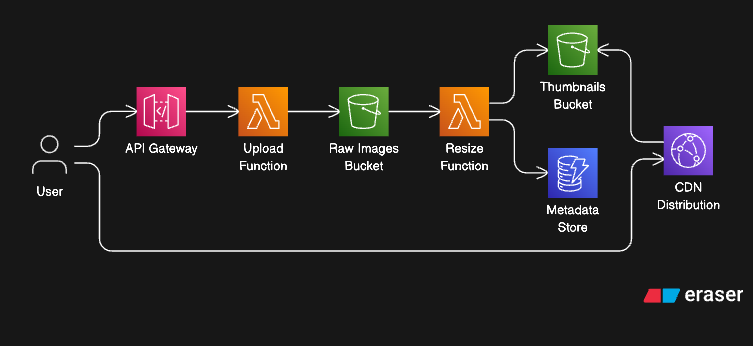 User
API Gateway
Upload
Function
Raw Images
Bucket
Resize
Function
Thumbnails
Bucket
Metadata
Store
CDN
Distribution
eraser